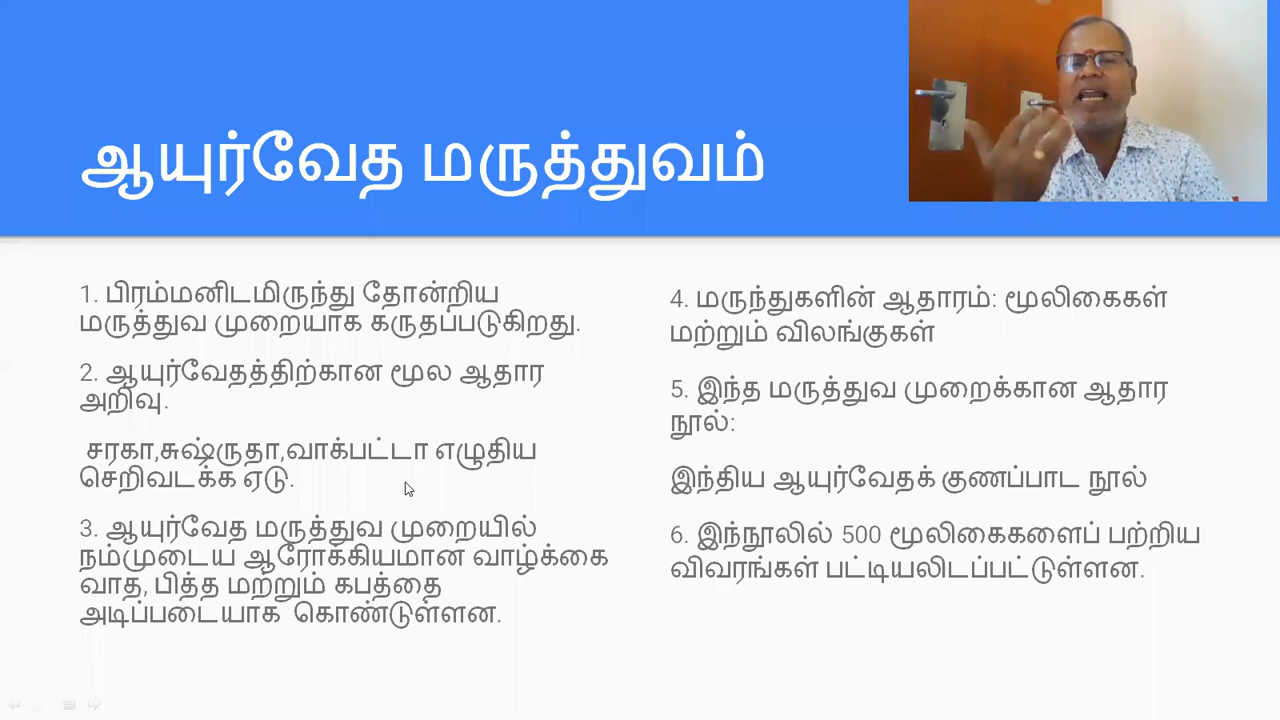 ஆயுர்வேத மருத்துவம்
1. பிரம்மனிடமிருந்து தோன்றிய
மருத்துவ முறையாக கருதப்படுகிறது.
2. ஆயுர்வேதத்திற்கான மூல ஆதார
அறிவு.
சரகா,சுஷ்ருதா,வாக்பட்டா எழுதிய
செறிவடக்க ஏடு.
3. ஆயுர்வேத மருத்துவ முறையில்
நம்முடைய ஆரோக்கியமான வாழ்க்கை
வாத, பித்த மற்றும் கபத்தை
அடிப்படையாக கொண்டுள்ளன.
4. மருந்துகளின் ஆதாரம்: மூலிகைகள்
மற்றும் விலங்குகள்
5. இந்த மருத்துவ முறைக்கான ஆதார
நூல்:
இந்திய ஆயுர்வேதக் குணப்பாட நூல்
6. இந்நூலில் 500 மூலிகைகளைப் பற்றிய
விவரங்கள் பட்டியலிடப்பட்டுள்ளன.